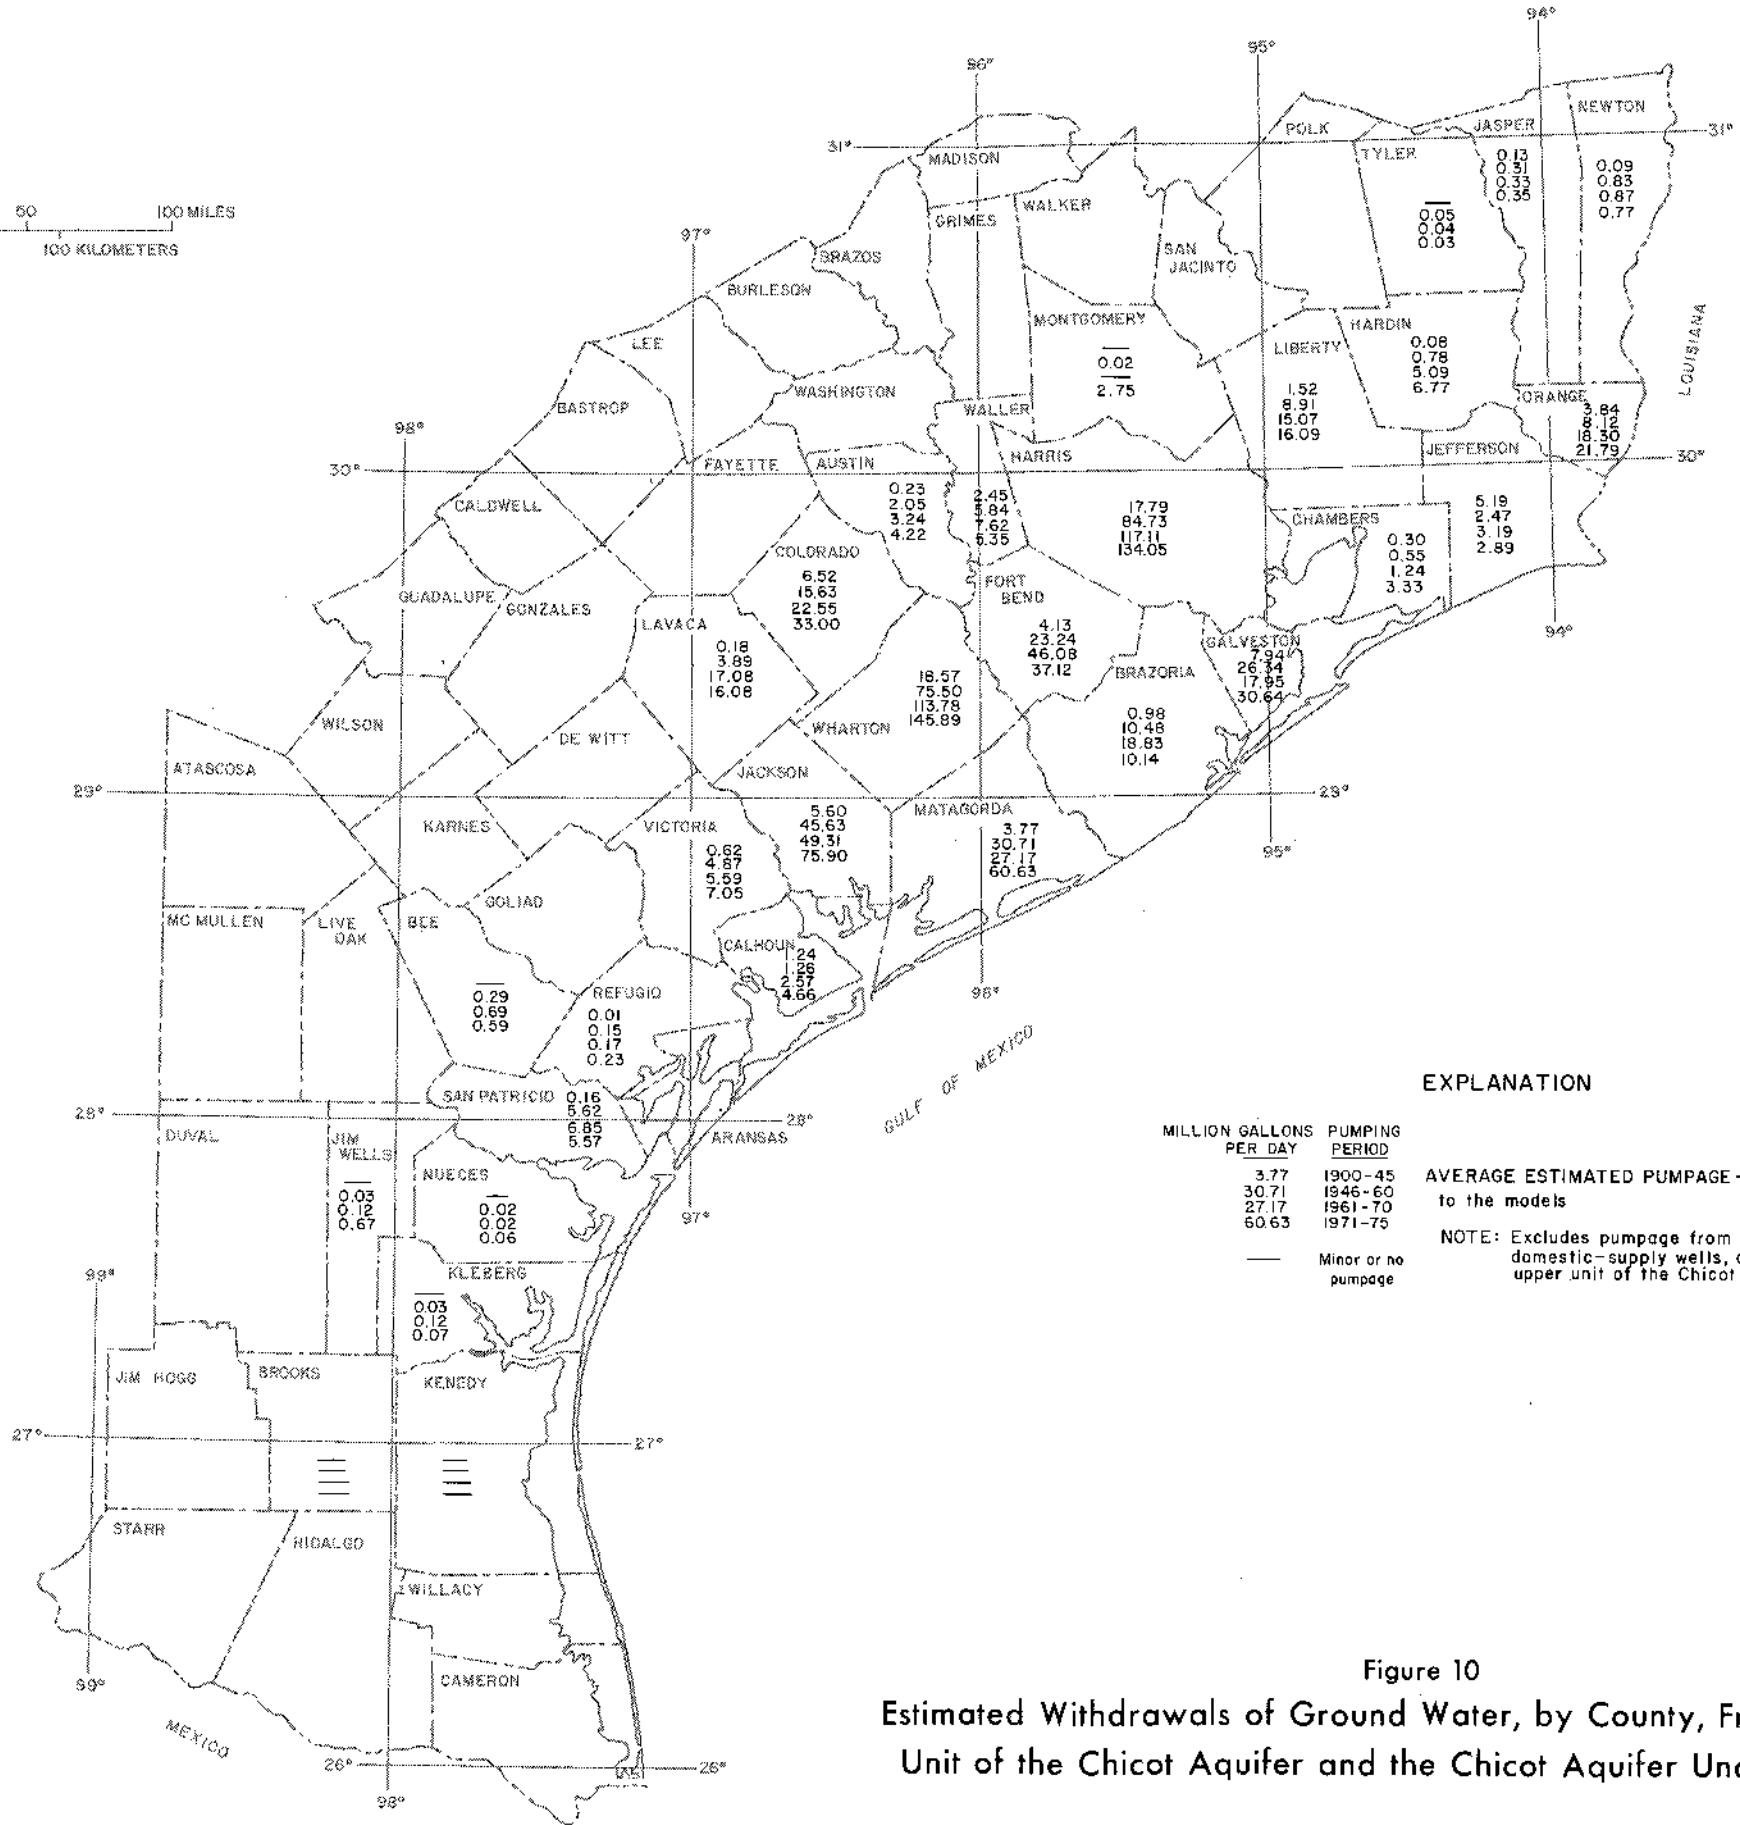 94°
95°
96°
NEWTON
POLK
JASPER
31°
31°
MADISON
TYLER
0.13
0.31
0.33
0.35
0.09
0.83
0.87
0.77
50
100 MILES
100 KILOMETERS
GRIMES
WALKER
0.05
0.04
0.03
97°
SAN
JACINTO
BRAZOS
BURLESON
MONTGOMERY
0.02
2.75
HARDIN
0.08
0.78
5.09
6.77
LOUISIANA
LEE
LIBERTY
1.52
8.91
15.07
16.09
WASHINGTON
BASTROP
WALLER
ORANGE
3.84
8.12
18.30
21.79
98°
30°
FAYETTE
AUSTIN
HARRIS
JEFFERSON
30°
0.23
2.05
3.24
4.22
2.45
5.84
7.62
5.35
17.79
84.73
117.11
134.05
5.19
2.47
3.19
2.89
CALDWELL
CHAMBERS
0.30
0.55
1.24
3.33
COLORADO
6.52
15.63
22.55
33.00
FORT
BEND
4.13
23.24
46.08
37.12
GUADALUPE
GONZALES
LAVACA
0.18
3.89
17.08
16.08
94°
GALVESTON
7.94
26.34
17.95
30.64
BRAZORIA
0.98
10.48
18.83
10.14
18.57
75.50
113.78
145.89
WILSON
WHARTON
DE WITT
ATASCOSA
JACKSON
5.60
45.63
49.31
75.90
29°
29°
MATAGORDA
3.77
30.71
27.17
60.63
KARNES
VICTORIA
0.62
4.87
5.59
7.05
95°
GOLIAD
MC MULLEN
LIVE
OAK
BEE
0.29
0.69
0.59
CALHOUN
1.24
1.26
2.57
4.66
96°
REFUGIO
0.01
0.15
0.17
0.23
GULF OF MEXICO
SAN PATRICIO
0.16
5.62
6.85
5.57
28°
28°
ARANSAS
DUVAL
JIM
WELLS
0.03
0.12
0.67
NUECES
0.02
0.02
0.06
97°
EXPLANATION
MILLION GALLONS PER DAY
PUMPING PERIOD
3.77 1900-45
30.71 1946-60
27.17 1961-70
60.63 1971-75
Minor or no
pumpage
AVERAGE ESTIMATED PUMPAGE-
to the models
NOTE: Excludes pumpage from
domestic-supply wells,
upper unit of the Chicot
KLEBERG
0.03
0.12
0.07
99°
JIM HOGG
BROOKS
KENEDY
27°
27°
STARR
HIDALGO
WILLACY
CAMERON
99°
MEXICO
26°
26°
98°
Figure 10
Estimated Withdrawals of Ground Water, by County,
Unit of the Chicot Aquifer and the Chicot Aquifer